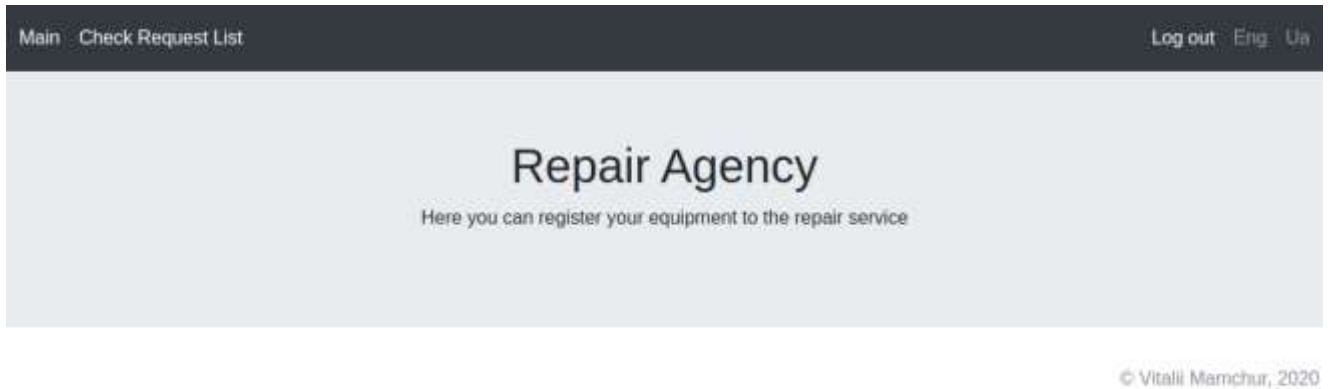 Main Check Request List Log out Eng Ua
Repair Agency
Here you can register your equipment to the repair service
© Vitalii Mamchur, 2020